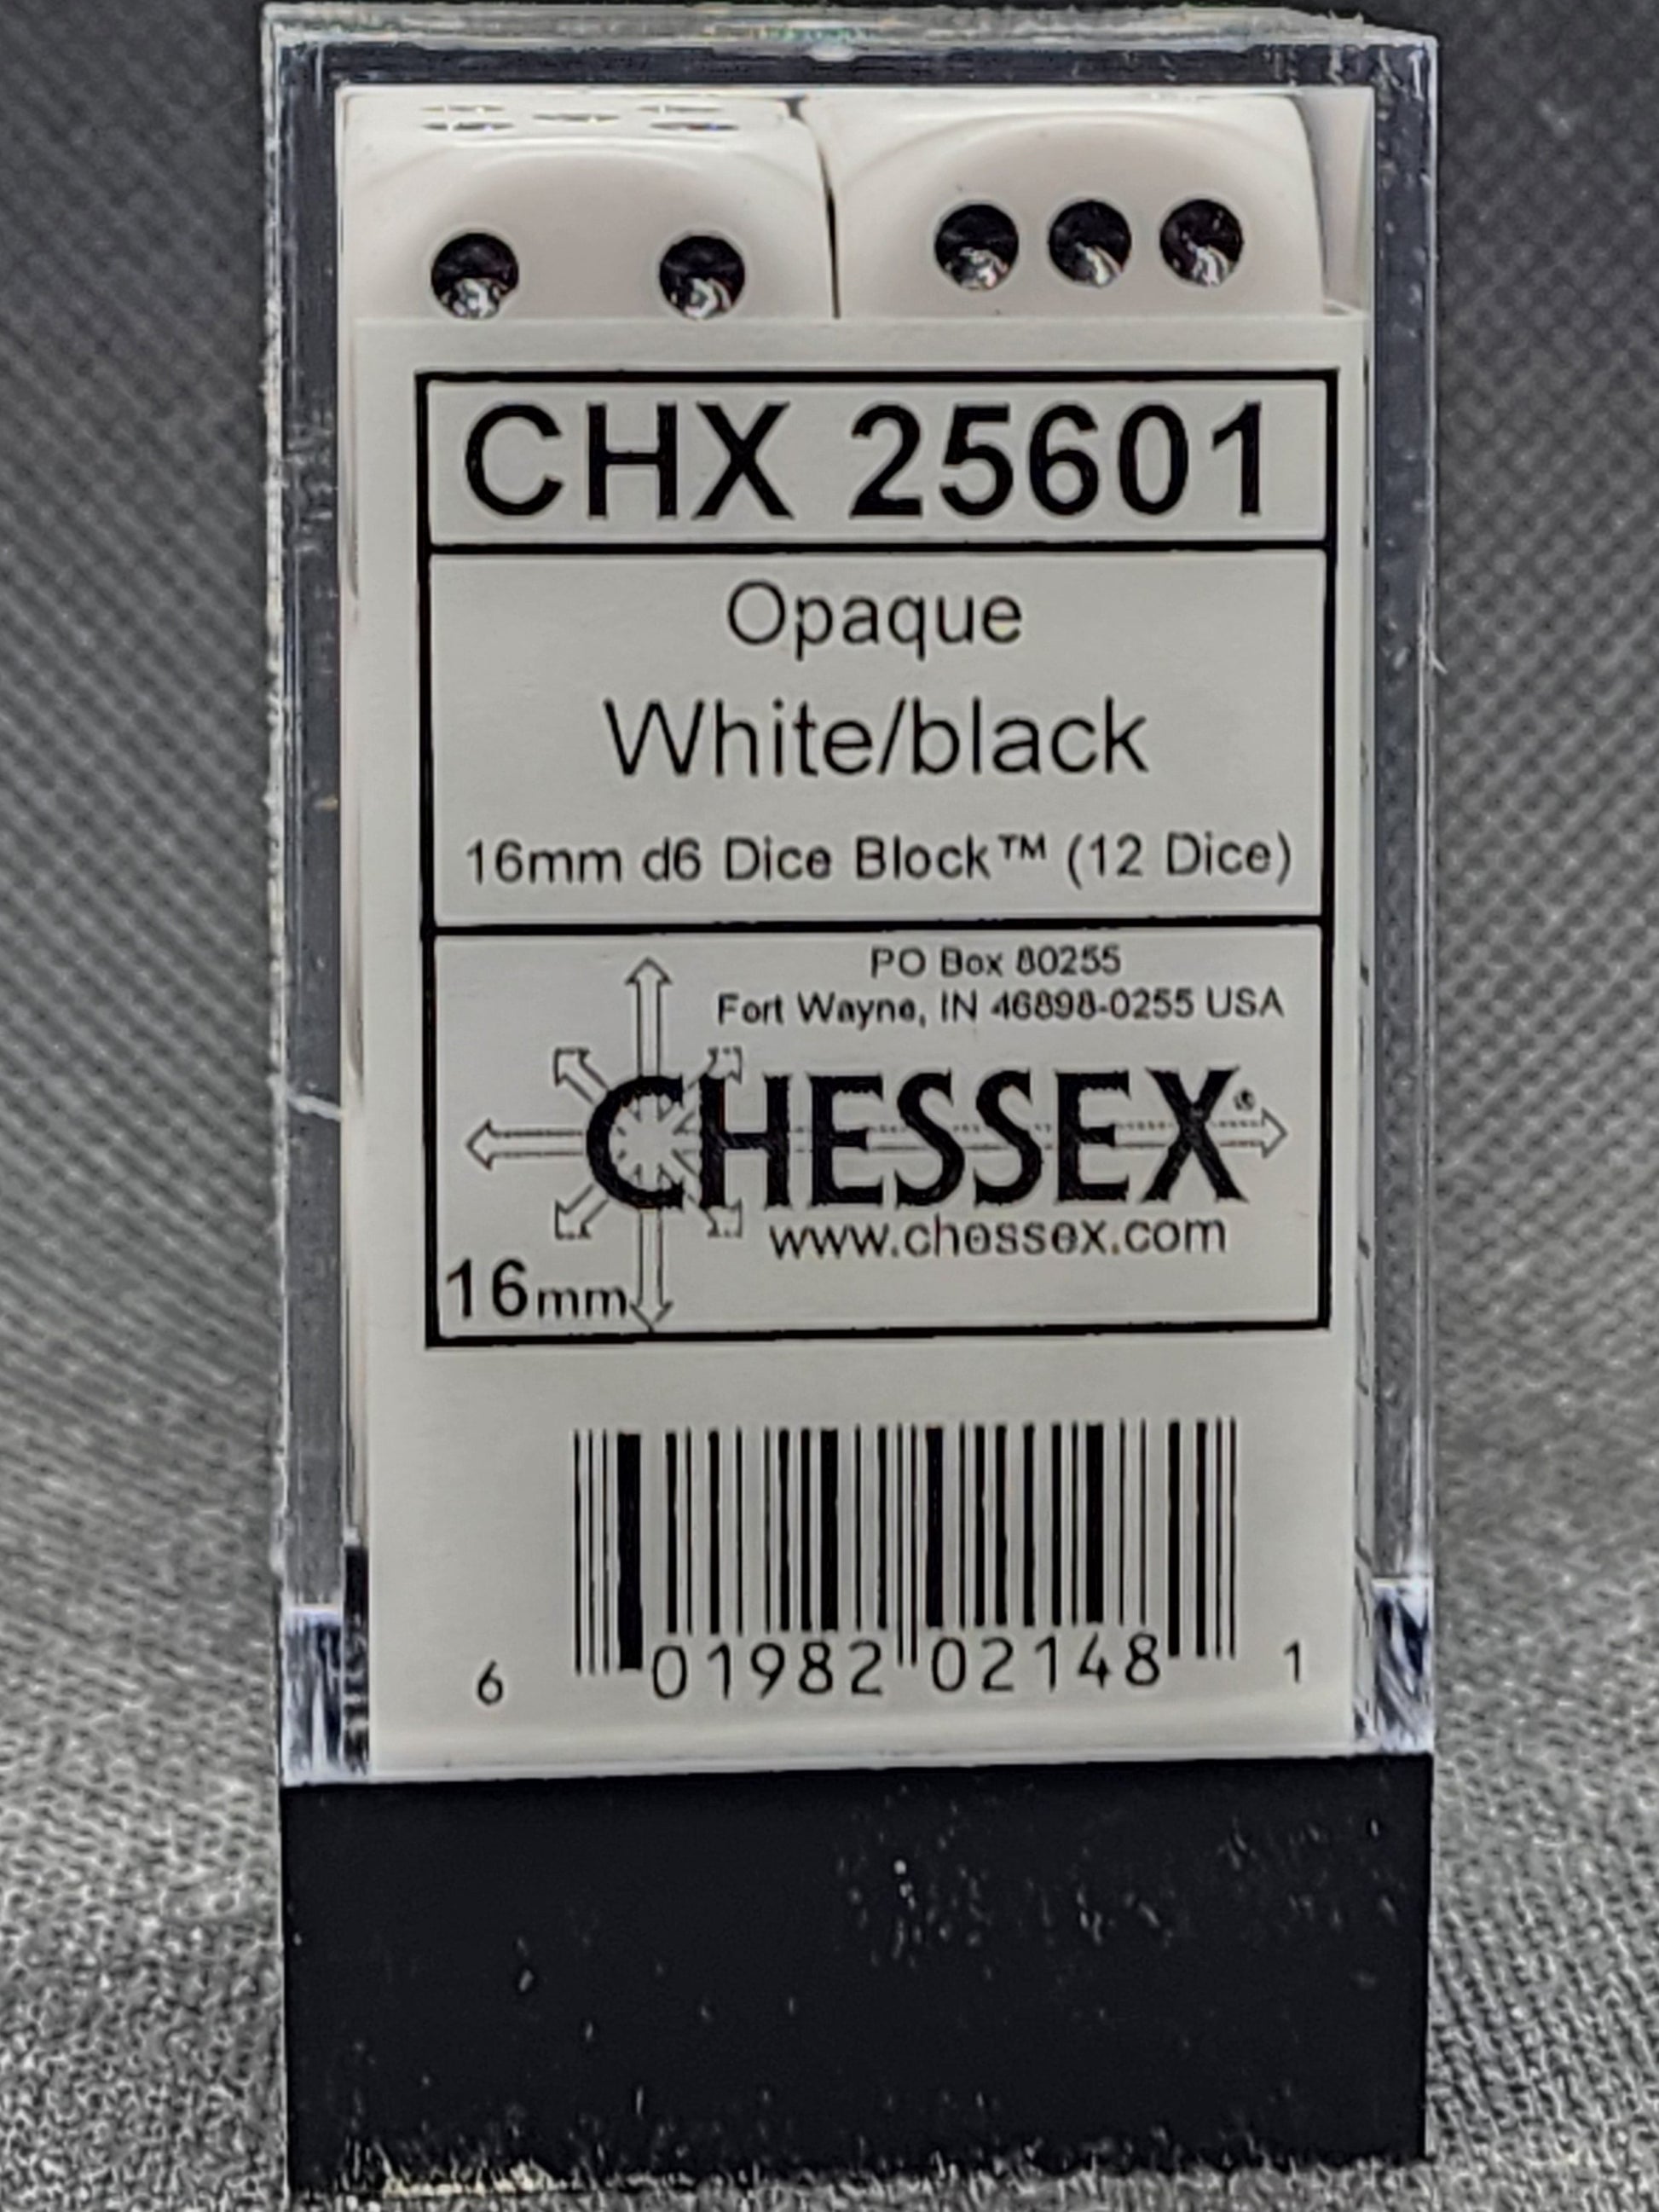 CHX 25601
Opaque
White/black
16mm d6 Dice Block™ (12 Dice)
PO Box 80255
Fort Wayne, IN 46898-0255 USA
CHESSEX®
www.chessex.com
16mm
6 01982 02148 1